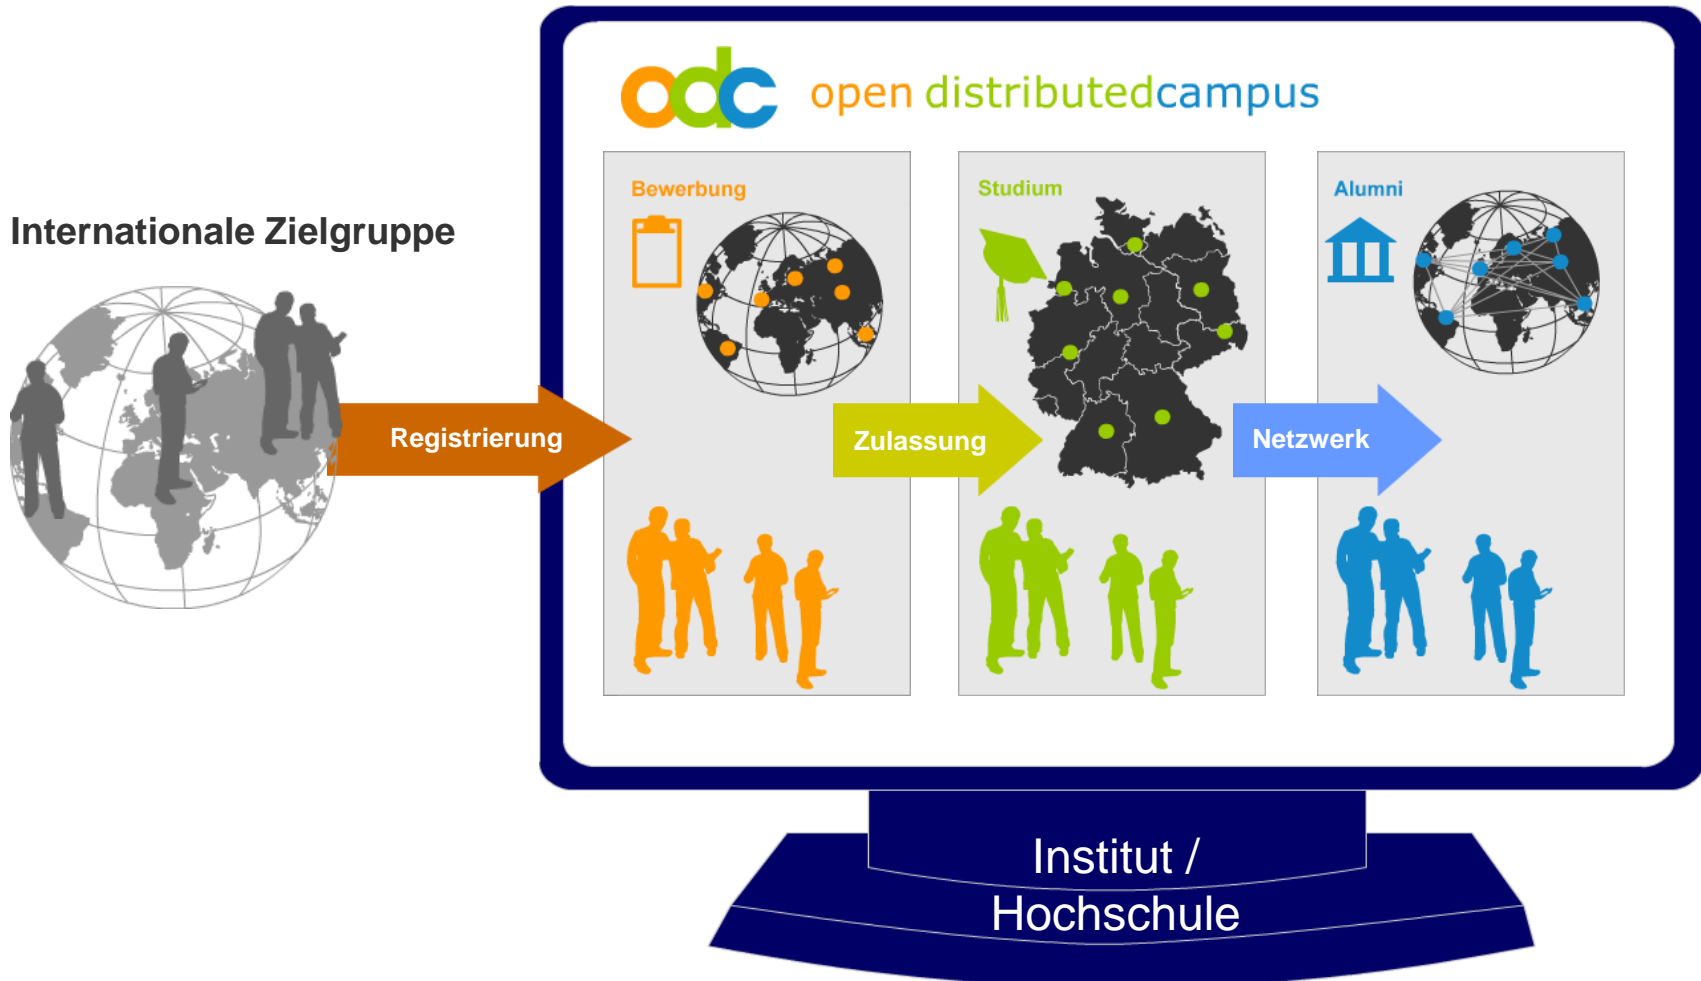 odc open distributedcampus
Internationale Zielgruppe
Registrierung
Bewerbung
Zulassung
Studium
Netzwerk
Alumni
Institut /
Hochschule